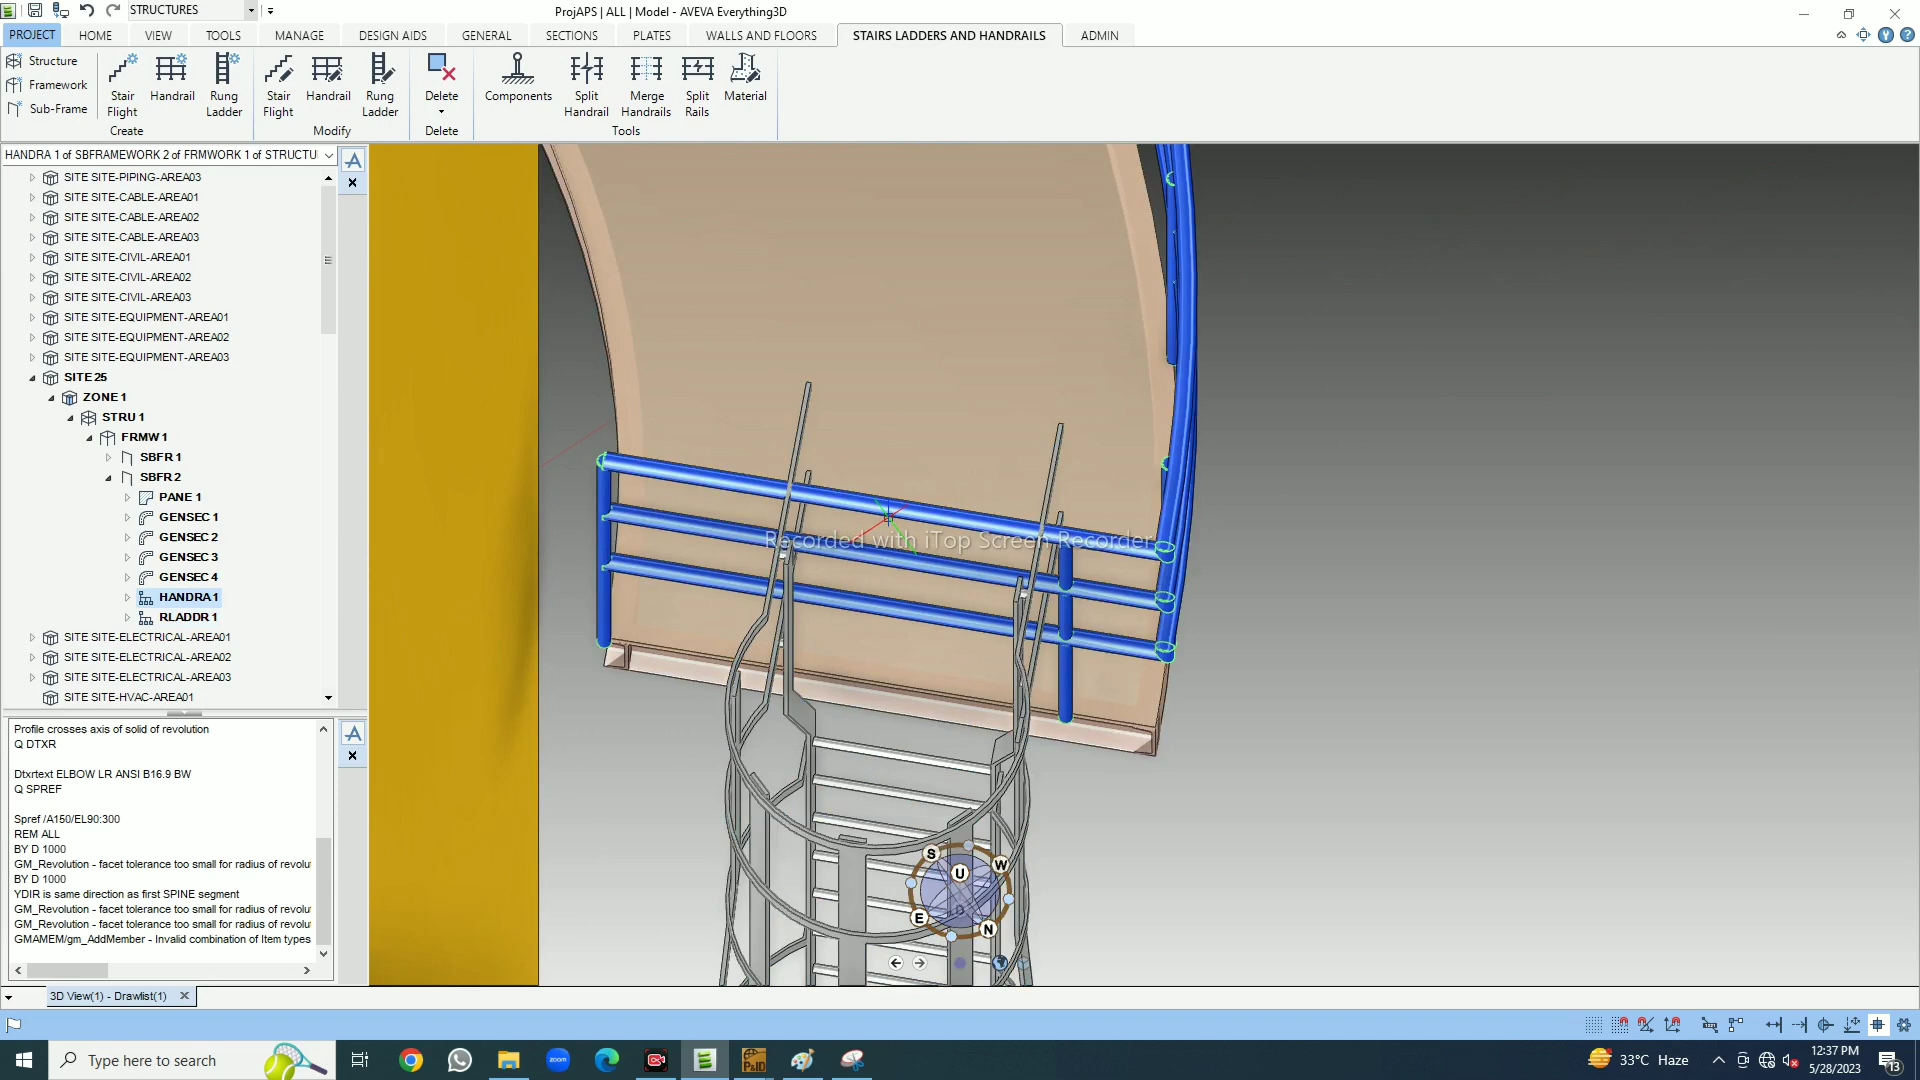 STRUCTURES
ProjAPS | ALL | Model - AVEVA Everything3D
PROJECT HOME VIEW TOOLS MANAGE DESIGN AIDS GENERAL SECTIONS PLATES WALLS AND FLOORS STAIRS LADDERS AND HANDRAILS ADMIN
Structure
Framework
Sub-Frame
Stair Flight
Handrail
Rung Ladder
Create
Stair Flight
Handrail
Rung Ladder
Modify
Delete
Delete
Components
Split Handrail
Merge Handrails
Split Rails
Material
Tools
HANDRA 1 of SBFRAMEWORK 2 of FRMWORK 1 of STRUCTU
SITE SITE-PIPING-AREA03
SITE SITE-CABLE-AREA01
SITE SITE-CABLE-AREA02
SITE SITE-CABLE-AREA03
SITE SITE-CIVIL-AREA01
SITE SITE-CIVIL-AREA02
SITE SITE-CIVIL-AREA03
SITE SITE-EQUIPMENT-AREA01
SITE SITE-EQUIPMENT-AREA02
SITE SITE-EQUIPMENT-AREA03
SITE 25
ZONE 1
STRU 1
FRMW 1
SBFR 1
SBFR 2
PANE 1
GENSEC 1
GENSEC 2
GENSEC 3
GENSEC 4
HANDRA 1
RLADDR 1
SITE SITE-ELECTRICAL-AREA01
SITE SITE-ELECTRICAL-AREA02
SITE SITE-ELECTRICAL-AREA03
SITE SITE-HVAC-AREA01
Profile crosses axis of solid of revolution
Q DTXR
Dtxrtext ELBOW LR ANSI B16.9 BW
Q SPREF
Spref /A150/EL90:300
REM ALL
BY D 1000
GM_Revolution - facet tolerance too small for radius of revolut
BY D 1000
YDIR is same direction as first SPINE segment
GM_Revolution - facet tolerance too small for radius of revolut
GM_Revolution - facet tolerance too small for radius of revolut
GMAMEM/gm_AddMember - Invalid combination of Item types
Recorded with iTop Screen Recorder
S
W
U
E
D
N
3D View(1) - Drawlist(1)
Type here to search
zoom
P&ID
33°C Haze
12:37 PM
5/28/2023
13